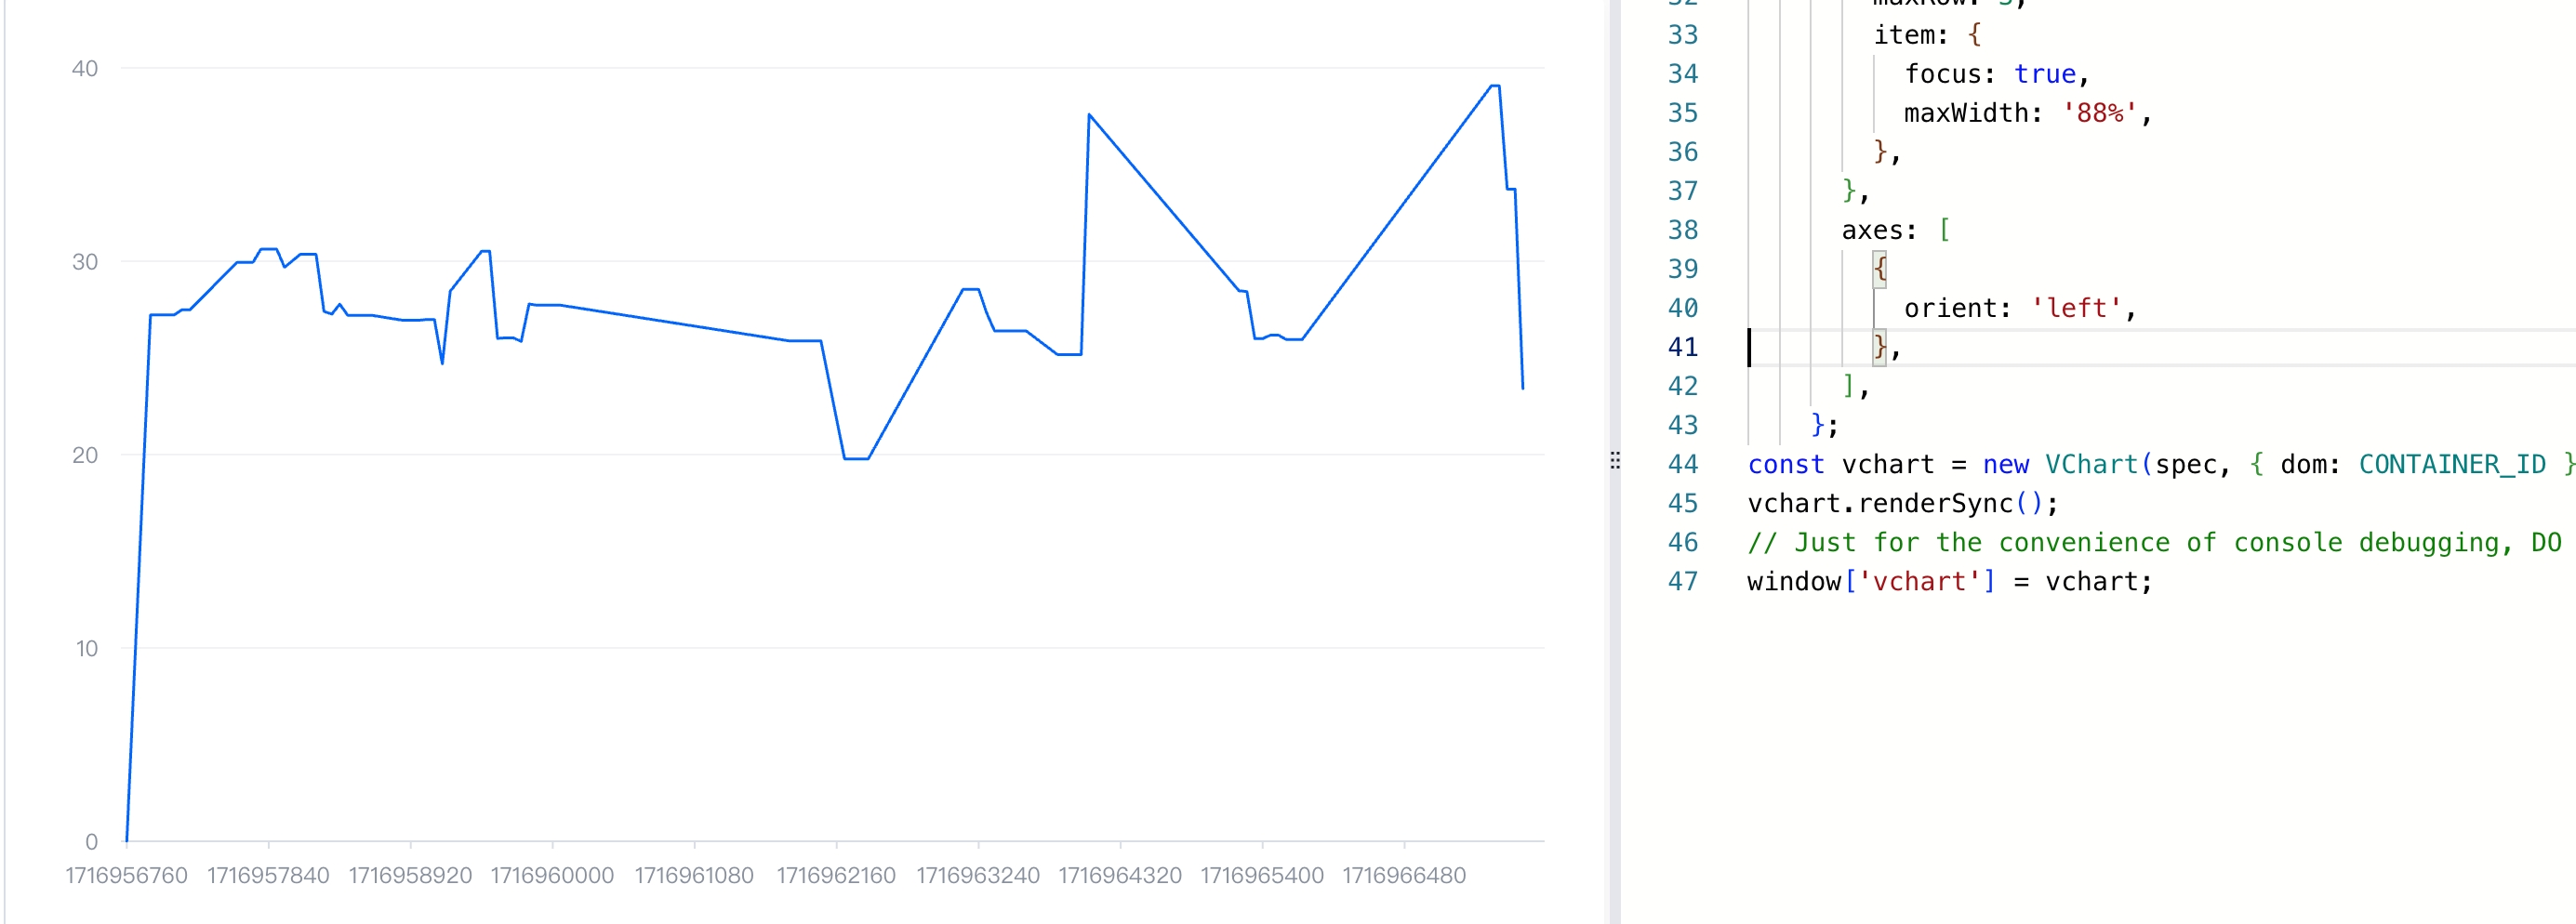 40
30
20
10
0
1716956760 1716957840 1716958920 1716960000 1716961080 1716962160 1716963240 1716964320 1716965400 1716966480
33 item: {
34 focus: true,
35 maxWidth: '88%',
36 },
37 },
38 axes: [
39 {
40 orient: 'left',
41 },
42 ],
43 };
44 const vchart = new VChart(spec, { dom: CONTAINER_ID }
45 vchart.renderSync();
46 // Just for the convenience of console debugging, DO
47 window['vchart'] = vchart;